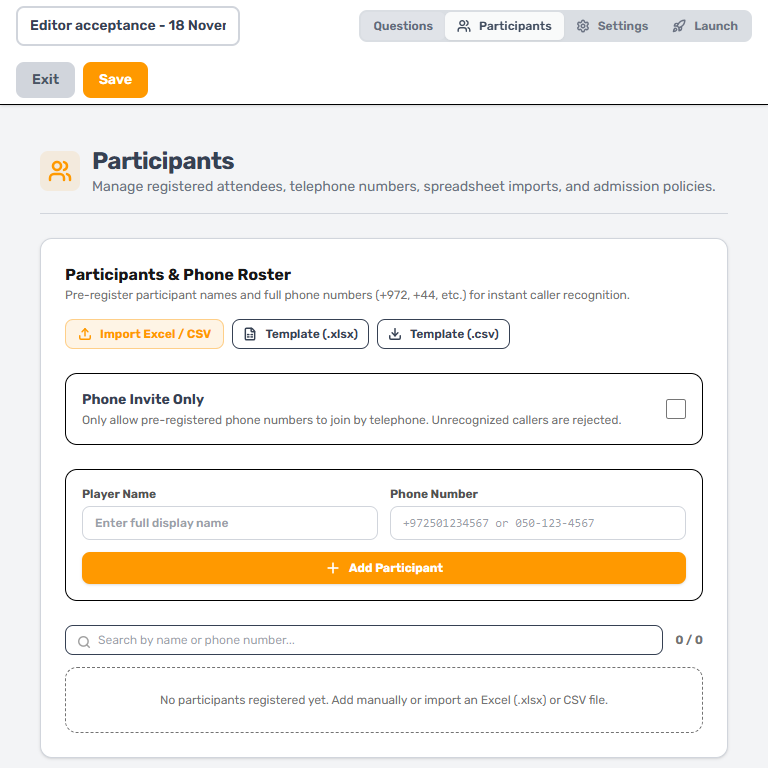 Editor acceptance - 18 Nover
Questions
Participants
Settings
Launch
Exit
Save
Participants
Manage registered attendees, telephone numbers, spreadsheet imports, and admission policies.
Participants & Phone Roster
Pre-register participant names and full phone numbers (+972, +44, etc.) for instant caller recognition.
Import Excel / CSV
Template (.xlsx)
Template (.csv)
Phone Invite Only
Only allow pre-registered phone numbers to join by telephone. Unrecognized callers are rejected.
Player Name
Phone Number
Enter full display name
+972501234567 or 050-123-4567
Add Participant
Search by name or phone number...
0 / 0
No participants registered yet. Add manually or import an Excel (.xlsx) or CSV file.